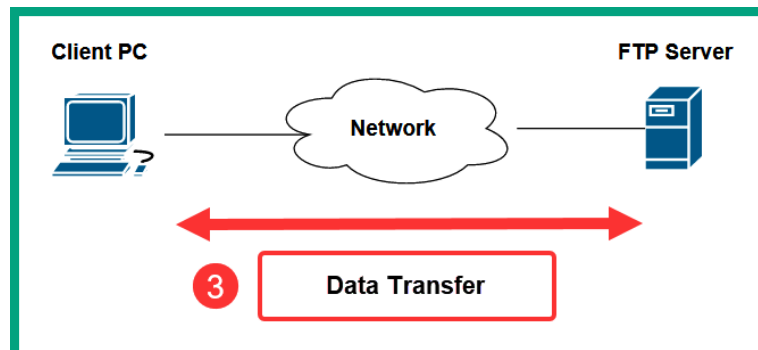 Client PC
FTP Server
Network
3
Data Transfer